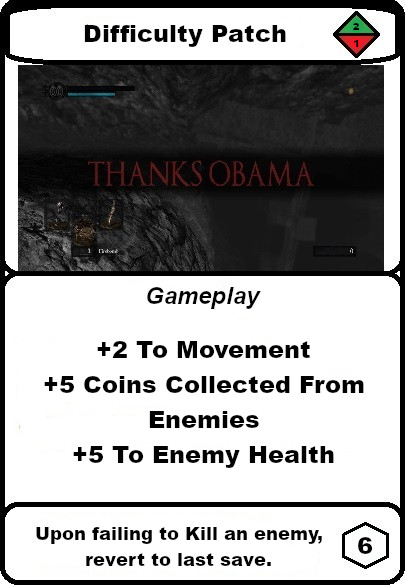 Difficulty Patch
2
1
THANKS OBAMA
Gameplay
+2 To Movement
+5 Coins Collected From
Enemies
+5 To Enemy Health
Upon failing to Kill an enemy,
revert to last save.
6